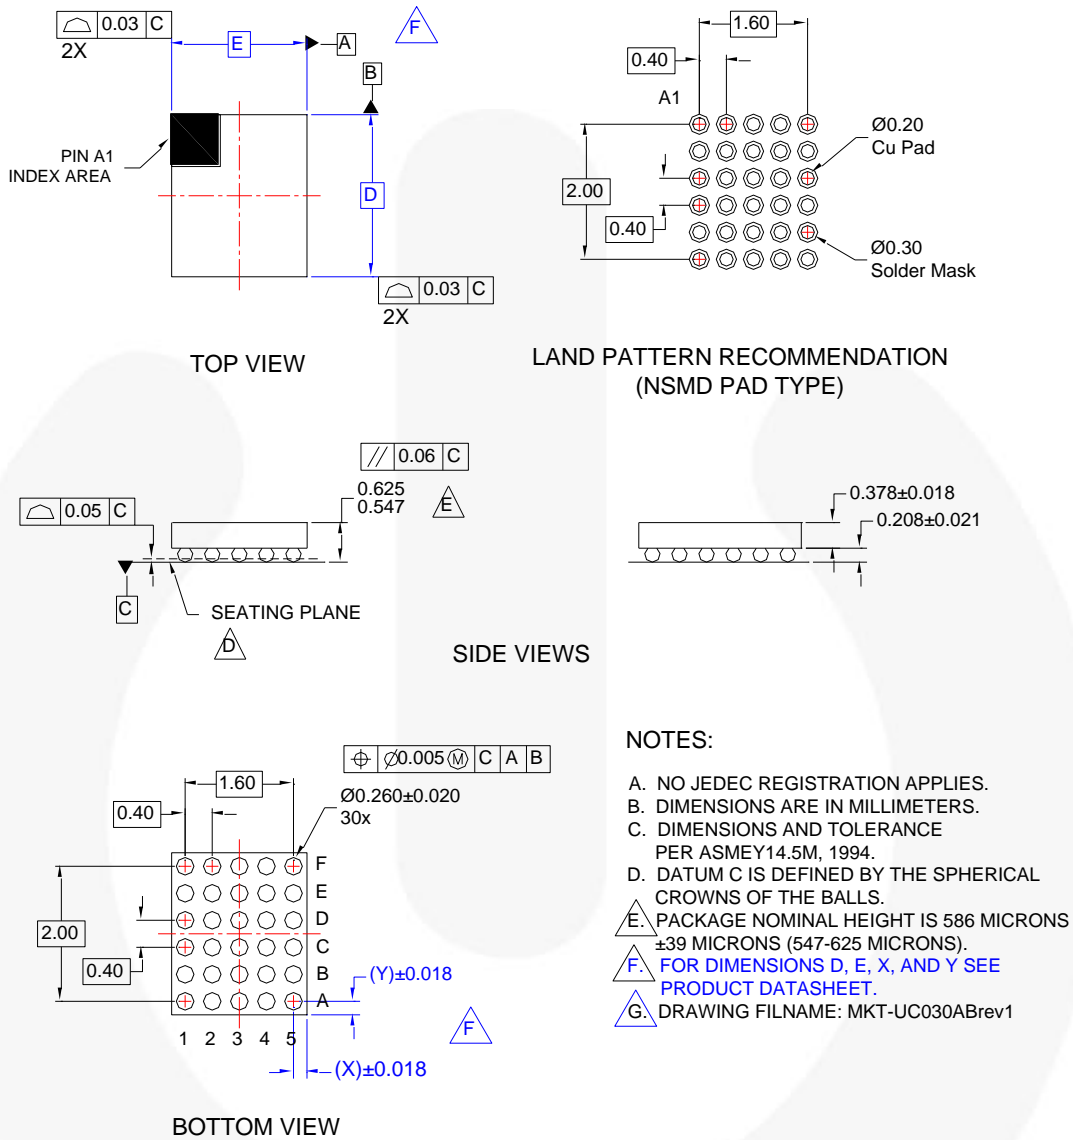 0.03 C
2X
E
A
F
B
PIN A1
INDEX AREA
D
0.03 C
2X
TOP VIEW
1.60
0.40
A1
Ø0.20
Cu Pad
2.00
0.40
Ø0.30
Solder Mask
LAND PATTERN RECOMMENDATION
(NSMD PAD TYPE)
// 0.06 C
0.625
0.547
E
0.05 C
C
SEATING PLANE
D
0.378±0.018
0.208±0.021
SIDE VIEWS
Ø0.005 M C A B
1.60
Ø0.260±0.020
30x
0.40
F
E
D
C
B
A
2.00
0.40
(Y)±0.018
1 2 3 4 5
F
(X)±0.018
BOTTOM VIEW
NOTES:
A. NO JEDEC REGISTRATION APPLIES.
B. DIMENSIONS ARE IN MILLIMETERS.
C. DIMENSIONS AND TOLERANCE
PER ASMEY14.5M, 1994.
D. DATUM C IS DEFINED BY THE SPHERICAL
CROWNS OF THE BALLS.
E. PACKAGE NOMINAL HEIGHT IS 586 MICRONS
±39 MICRONS (547-625 MICRONS).
F. FOR DIMENSIONS D, E, X, AND Y SEE
PRODUCT DATASHEET.
G. DRAWING FILNAME: MKT-UC030ABrev1